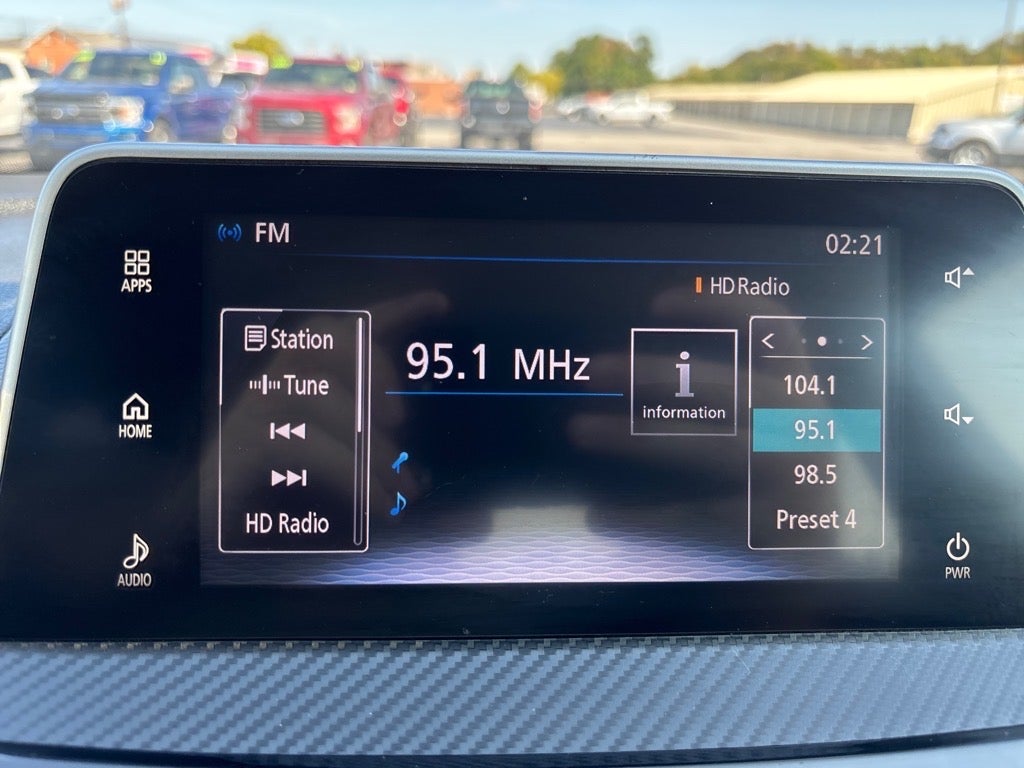 FM
02:21
APPS
HD Radio
Station
Tune
HD Radio
95.1 MHz
information
104.1
95.1
98.5
Preset 4
HOME
AUDIO
PWR